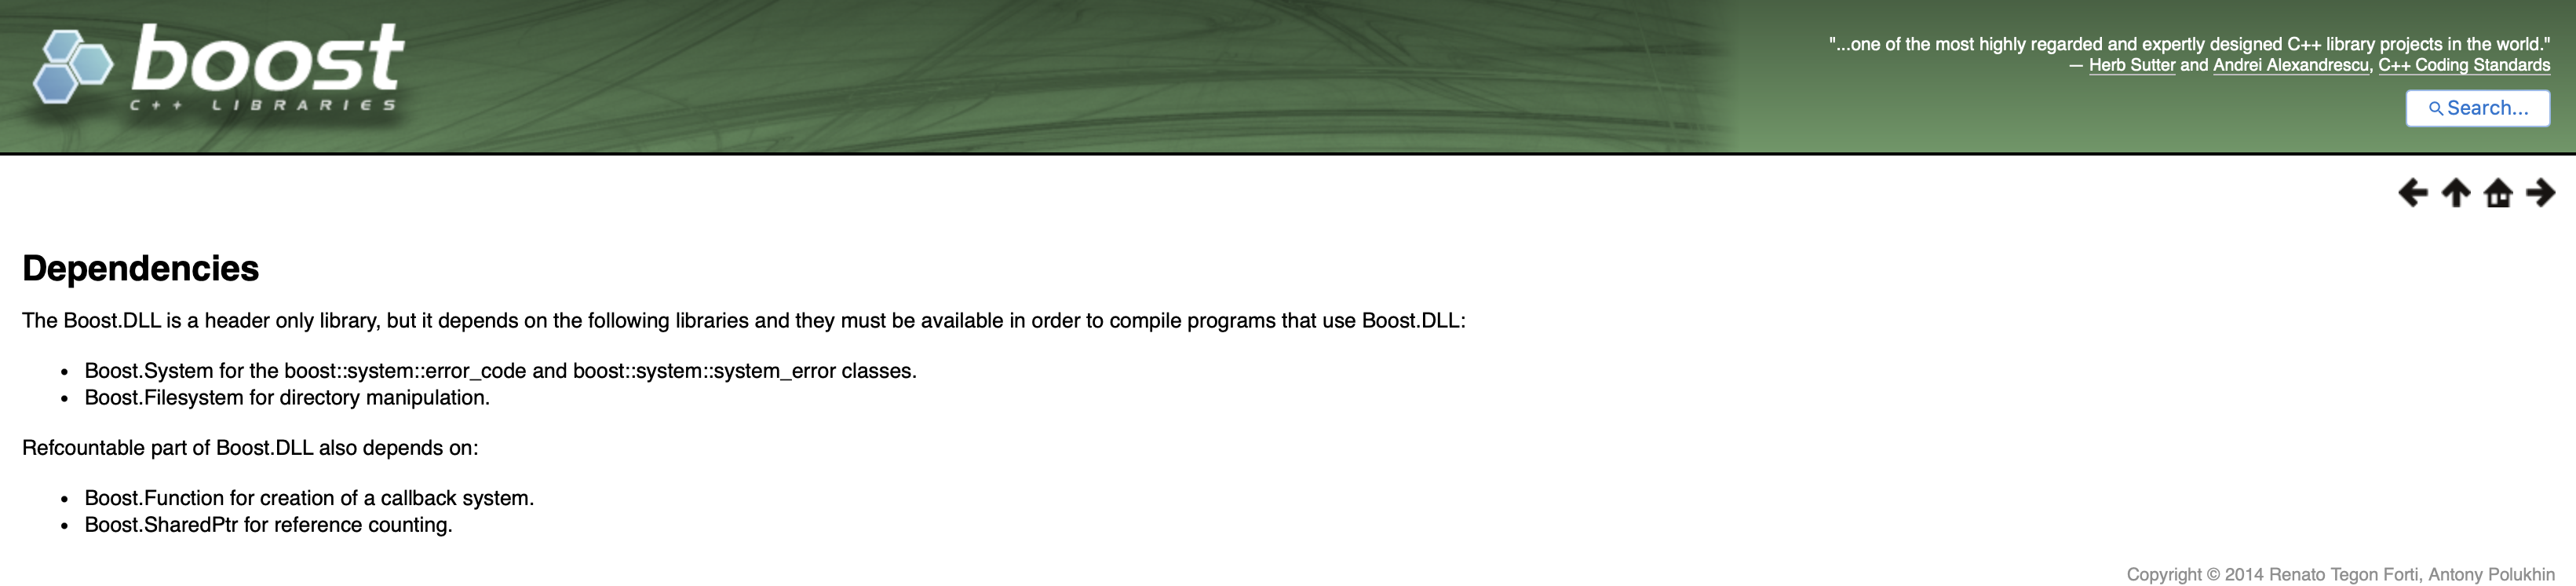 boost
C++ LIBRARIES
"...one of the most highly regarded and expertly designed C++ library projects in the world."
— Herb Sutter and Andrei Alexandrescu, C++ Coding Standards
Search...
Dependencies
The Boost.DLL is a header only library, but it depends on the following libraries and they must be available in order to compile programs that use Boost.DLL:
• Boost.System for the boost::system::error_code and boost::system::system_error classes.
• Boost.Filesystem for directory manipulation.
Refcountable part of Boost.DLL also depends on:
• Boost.Function for creation of a callback system.
• Boost.SharedPtr for reference counting.
Copyright © 2014 Renato Tegon Forti, Antony Polukhin